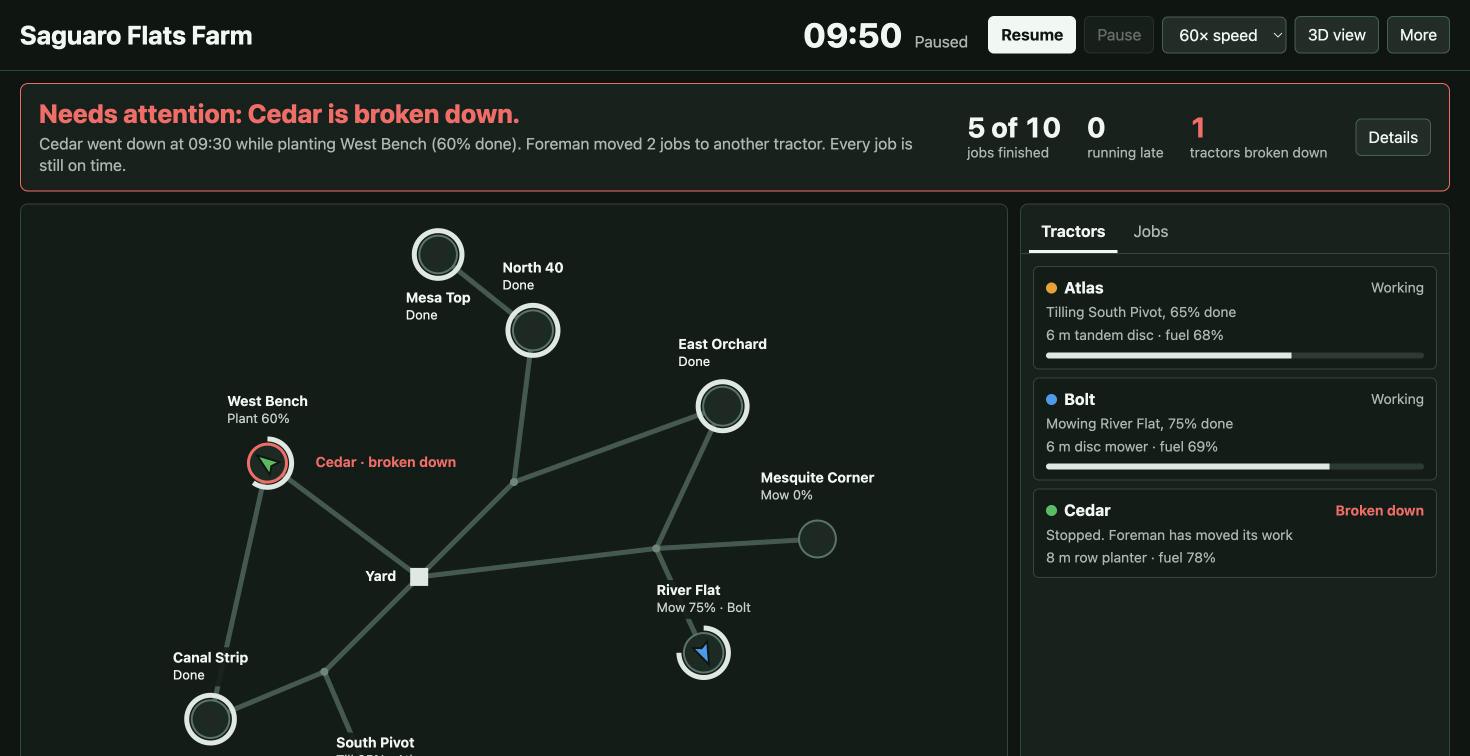 Saguaro Flats Farm
09:50 Paused Resume Pause 60× speed 3D view More
Needs attention: Cedar is broken down.
Cedar went down at 09:30 while planting West Bench (60% done). Foreman moved 2 jobs to another tractor. Every job is
still on time.
5 of 10
jobs finished
0
running late
1
tractors broken down
Details
Mesa Top
Done
North 40
Done
East Orchard
Done
West Bench
Plant 60%
Cedar · broken down
Mesquite Corner
Mow 0%
Yard
River Flat
Mow 75% · Bolt
Canal Strip
Done
South Pivot
Tractors Jobs
Atlas Working
Tilling South Pivot, 65% done
6 m tandem disc · fuel 68%
Bolt Working
Mowing River Flat, 75% done
6 m disc mower · fuel 69%
Cedar Broken down
Stopped. Foreman has moved its work
8 m row planter · fuel 78%